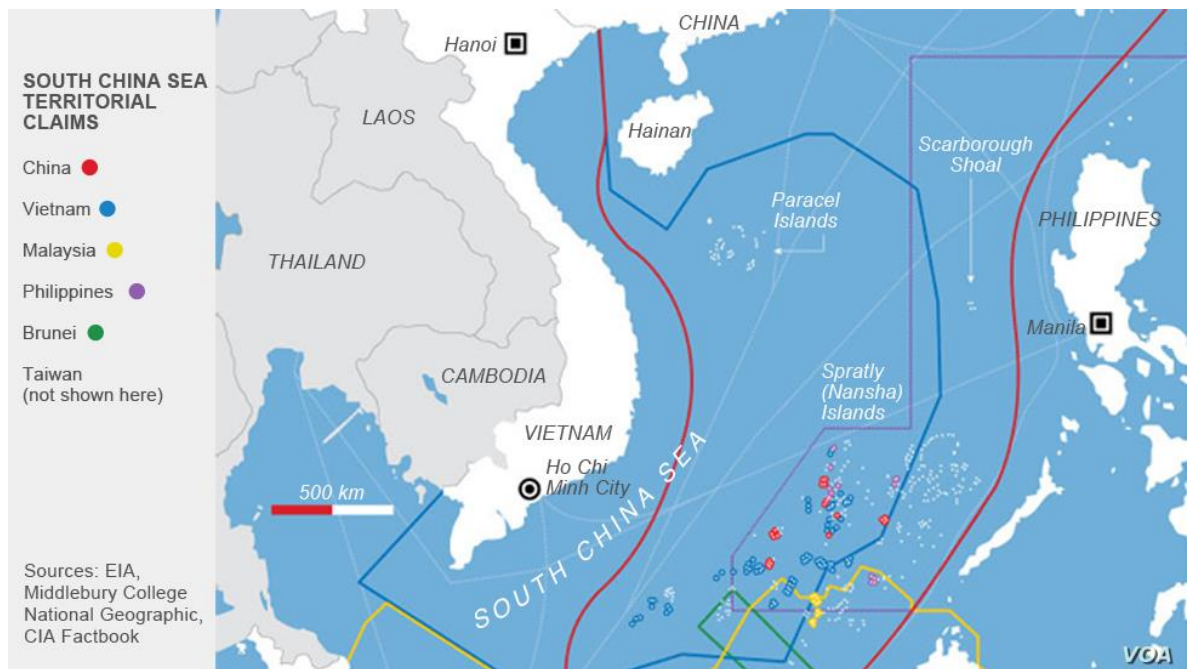 SOUTH CHINA SEA
TERRITORIAL
CLAIMS
China
Vietnam
Malaysia
Philippines
Brunei
Taiwan
(not shown here)
Sources: EIA,
Middlebury College
National Geographic,
CIA Factbook
CHINA
Hanoi
LAOS
Hainan
Scarborough
Shoal
Paracel
Islands
PHILIPPINES
THAILAND
Manila
CAMBODIA
Spratly
(Nansha)
Islands
VIETNAM
Ho Chi
Minh City
500 km
SOUTH CHINA SEA
VOA